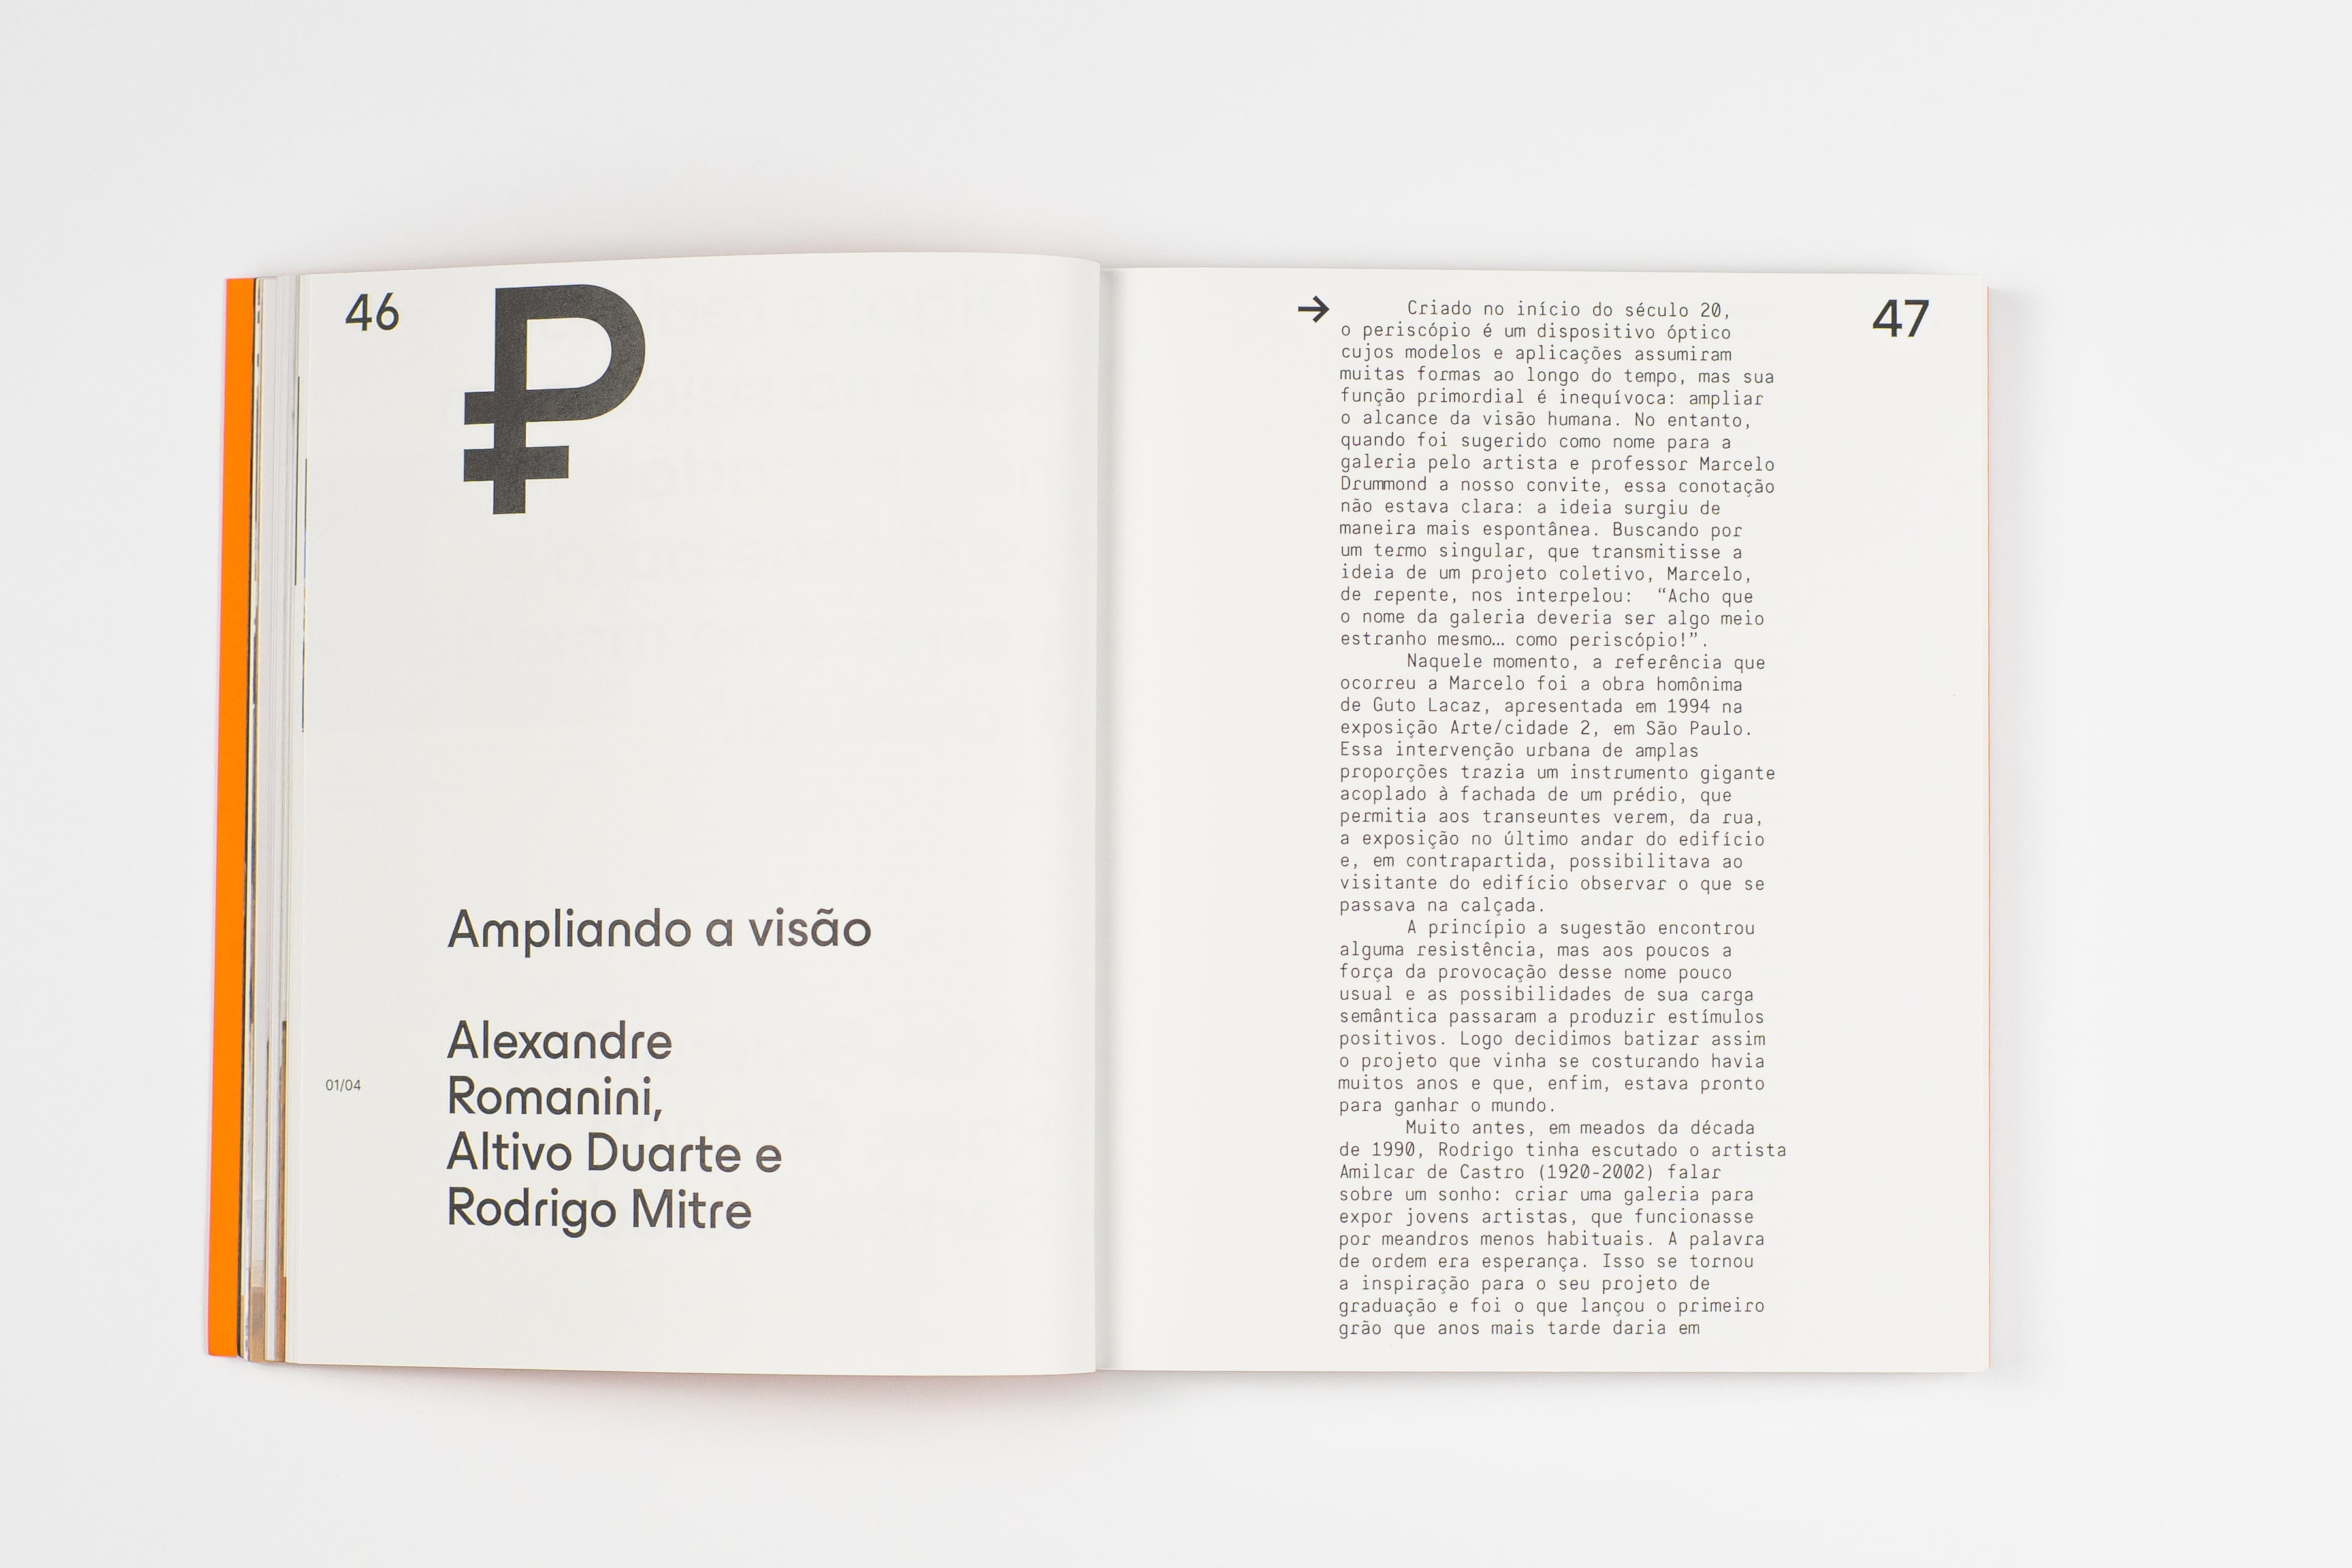 46
₽
Ampliando a visão
Alexandre
Romanini,
Altivo Duarte e
Rodrigo Mitre
01/04
47
→ Criado no início do século 20,
o periscópio é um dispositivo óptico
cujos modelos e aplicações assumiram
muitas formas ao longo do tempo, mas sua
função primordial é inequívoca: ampliar
o alcance da visão humana. No entanto,
quando foi sugerido como nome para a
galeria pelo artista e professor Marcelo
Drummond a nosso convite, essa conotação
não estava clara: a ideia surgiu de
maneira mais espontânea. Buscando por
um termo singular, que transmitisse a
ideia de um projeto coletivo, Marcelo,
de repente, nos interpelou: “Acho que
o nome da galeria deveria ser algo meio
estranho mesmo… como periscópio!”.
Naquele momento, a referência que
ocorreu a Marcelo foi a obra homônima
de Guto Lacaz, apresentada em 1994 na
exposição Arte/cidade 2, em São Paulo.
Essa intervenção urbana de amplas
proporções trazia um instrumento gigante
acoplado à fachada de um prédio, que
permitia aos transeuntes verem, da rua,
a exposição no último andar do edifício
e, em contrapartida, possibilitava ao
visitante do edifício observar o que se
passava na calçada.
A princípio a sugestão encontrou
alguma resistência, mas aos poucos a
força da provocação desse nome pouco
usual e as possibilidades de sua carga
semântica passaram a produzir estímulos
positivos. Logo decidimos batizar assim
o projeto que vinha se costurando havia
muitos anos e que, enfim, estava pronto
para ganhar o mundo.
Muito antes, em meados da década
de 1990, Rodrigo tinha escutado o artista
Amilcar de Castro (1920-2002) falar
sobre um sonho: criar uma galeria para
expor jovens artistas, que funcionasse
por meandros menos habituais. A palavra
de ordem era esperança. Isso se tornou
a inspiração para o seu projeto de
graduação e foi o que lançou o primeiro
grão que anos mais tarde daria em